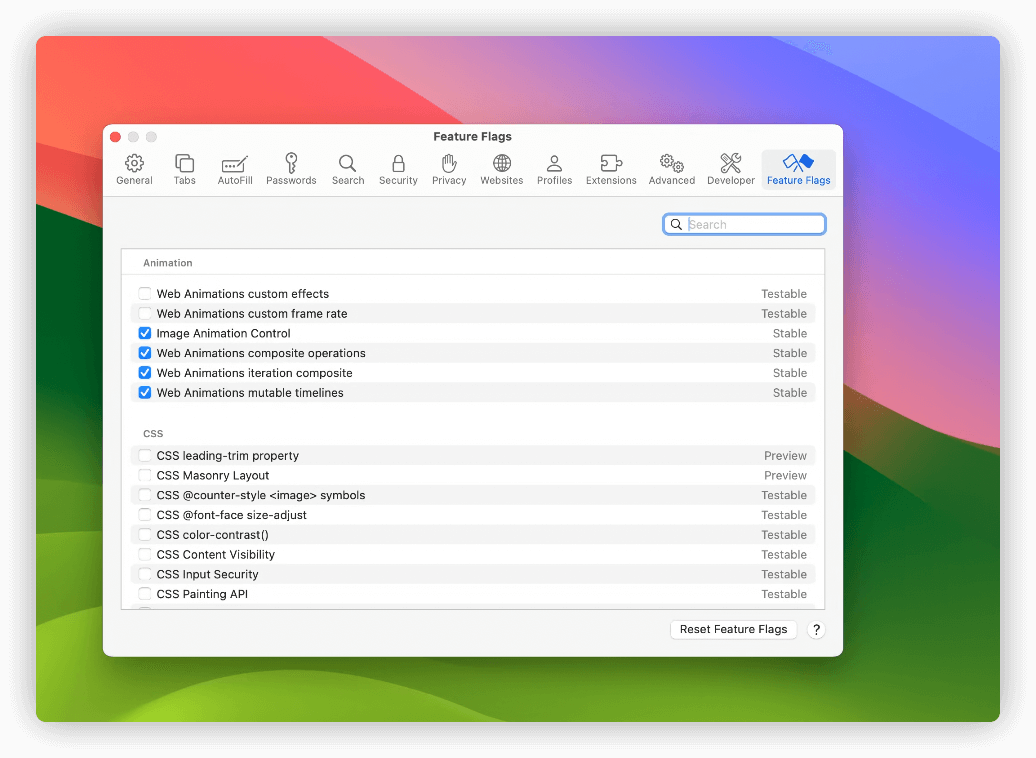 Feature Flags
General Tabs AutoFill Passwords Search Security Privacy Websites Profiles Extensions Advanced Developer Feature Flags
Search
Animation
Web Animations custom effects Testable
Web Animations custom frame rate Testable
Image Animation Control Stable
Web Animations composite operations Stable
Web Animations iteration composite Stable
Web Animations mutable timelines Stable
CSS
CSS leading-trim property Preview
CSS Masonry Layout Preview
CSS @counter-style <image> symbols Testable
CSS @font-face size-adjust Testable
CSS color-contrast() Testable
CSS Content Visibility Testable
CSS Input Security Testable
CSS Painting API Testable
Reset Feature Flags ?